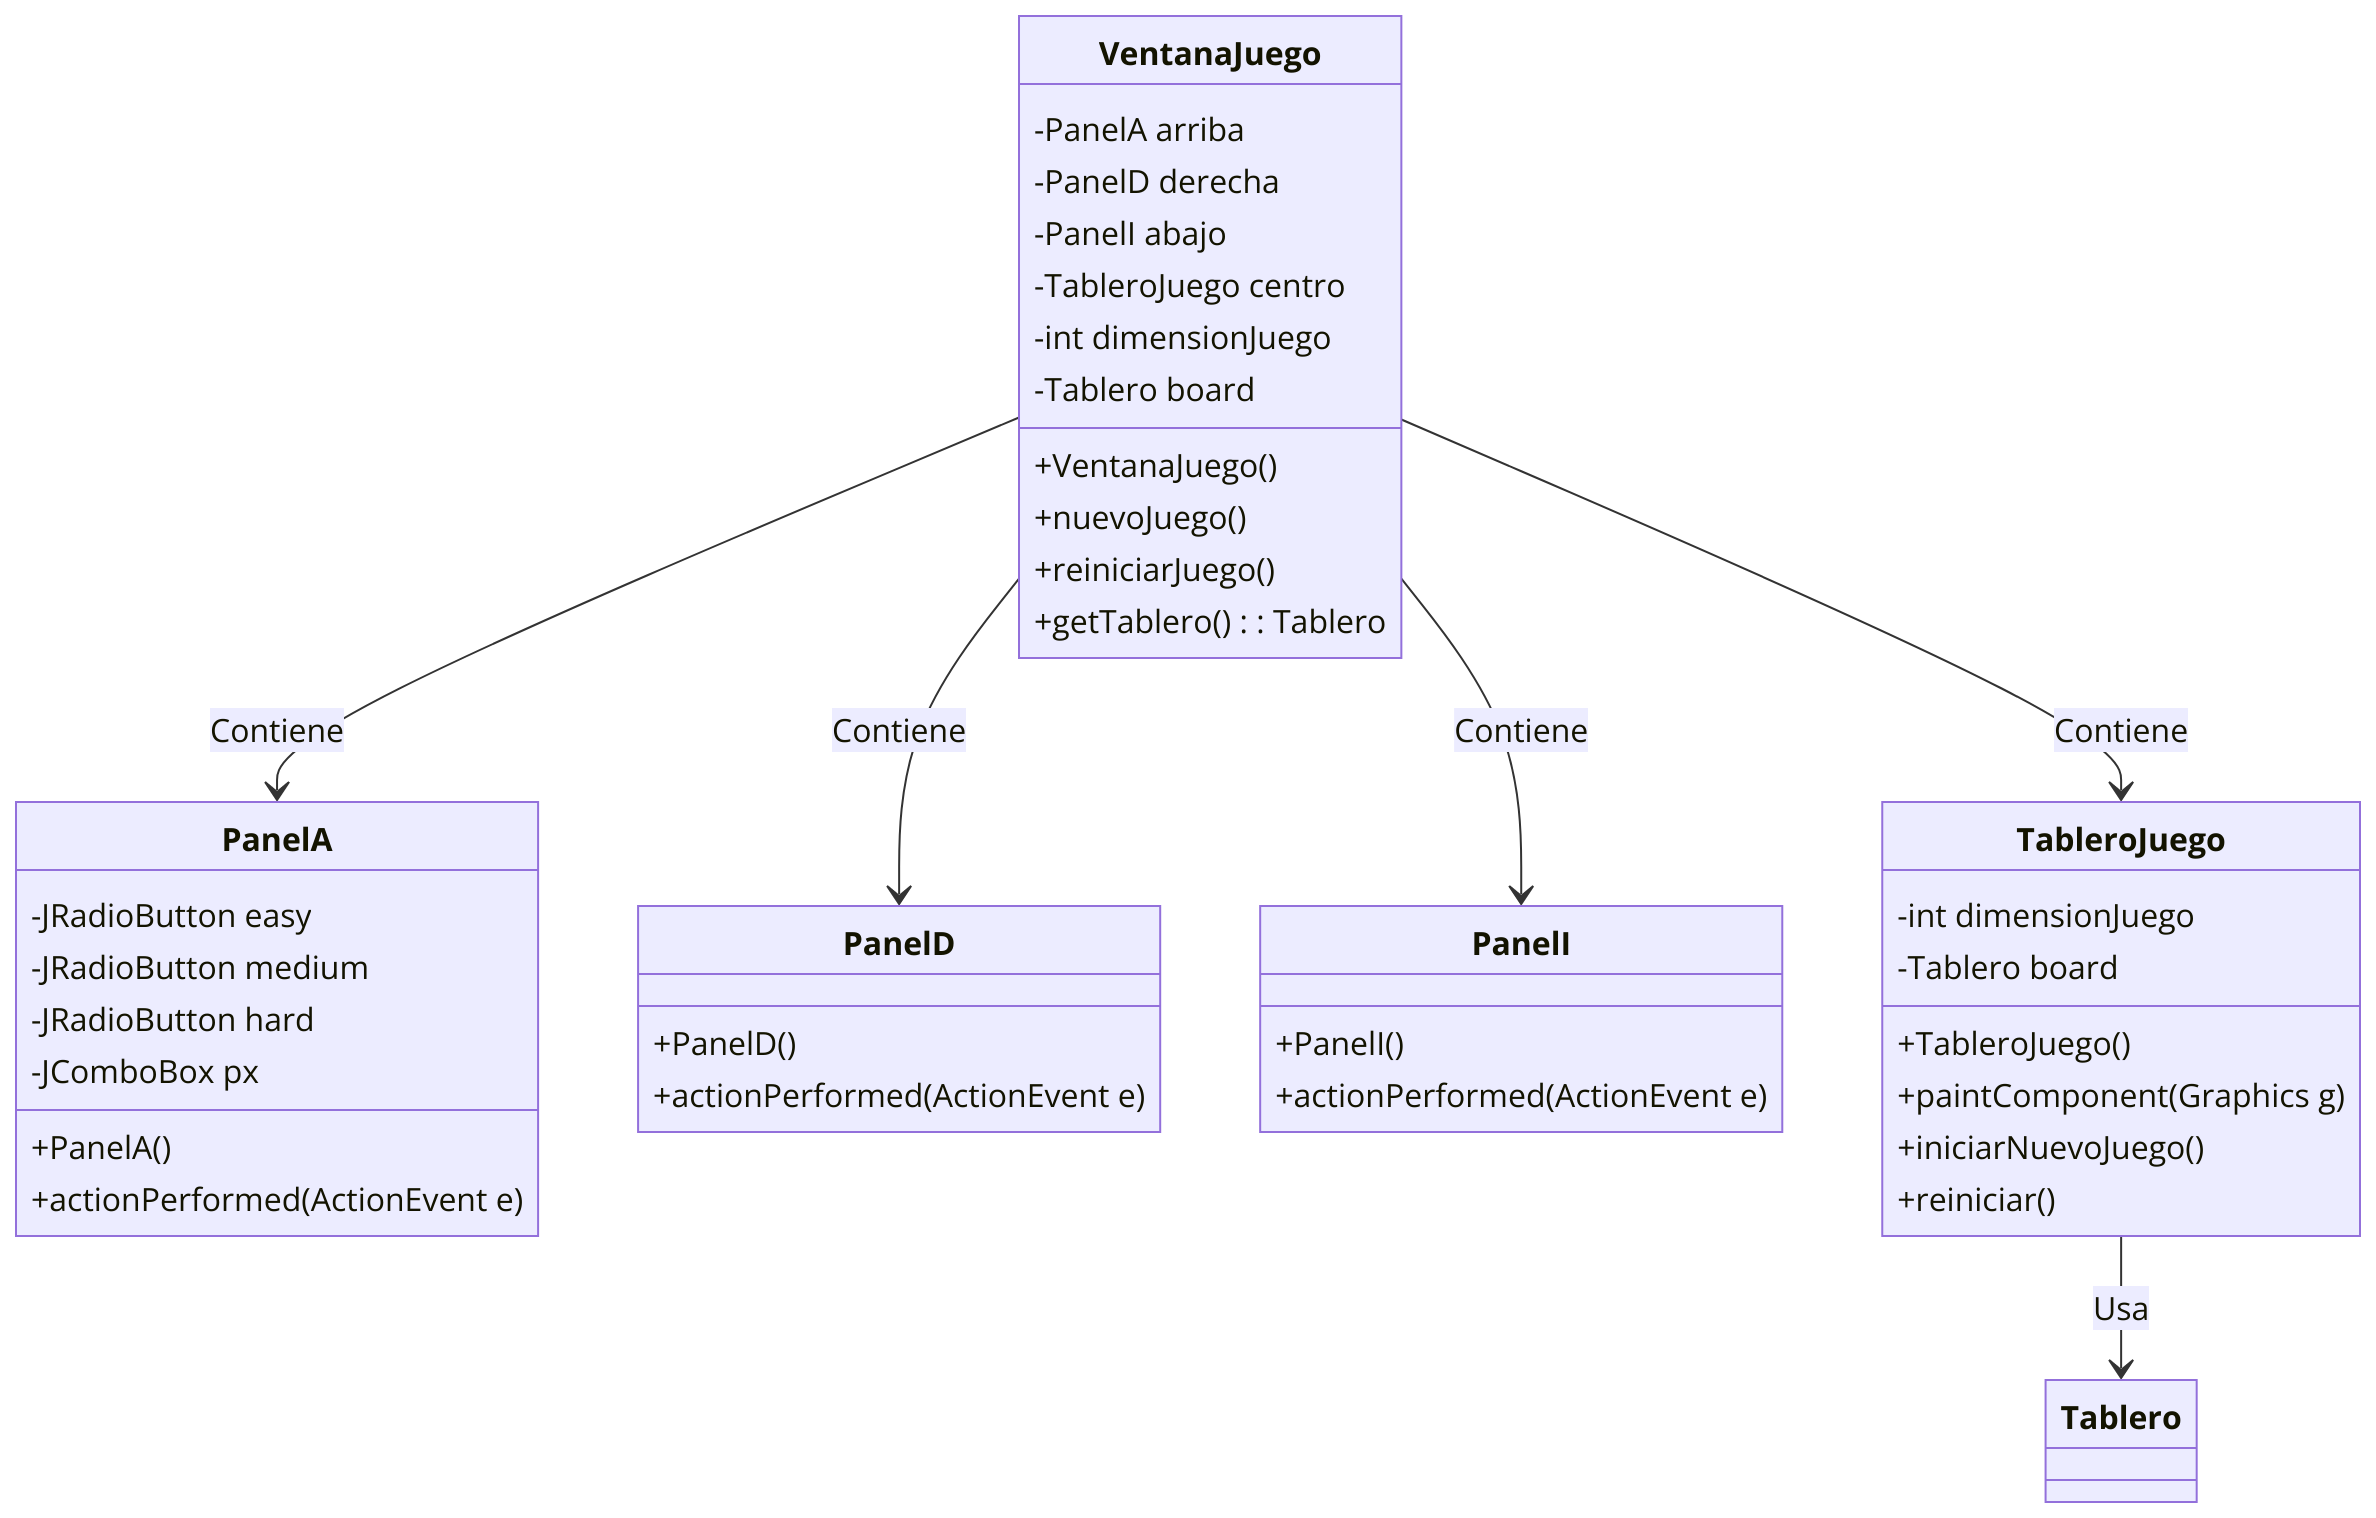 VentanaJuego
-PanelA arriba
-PanelD derecha
-PanelI abajo
-TableroJuego centro
-int dimensionJuego
-Tablero board
+VentanaJuego()
+nuevoJuego()
+reiniciarJuego()
+getTablero() : : Tablero
Contiene
Contiene
Contiene
Contiene
PanelA
-JRadioButton easy
-JRadioButton medium
-JRadioButton hard
-JComboBox px
+PanelA()
+actionPerformed(ActionEvent e)
PanelD
+PanelD()
+actionPerformed(ActionEvent e)
PanelI
+PanelI()
+actionPerformed(ActionEvent e)
TableroJuego
-int dimensionJuego
-Tablero board
+TableroJuego()
+paintComponent(Graphics g)
+iniciarNuevoJuego()
+reiniciar()
Usa
Tablero